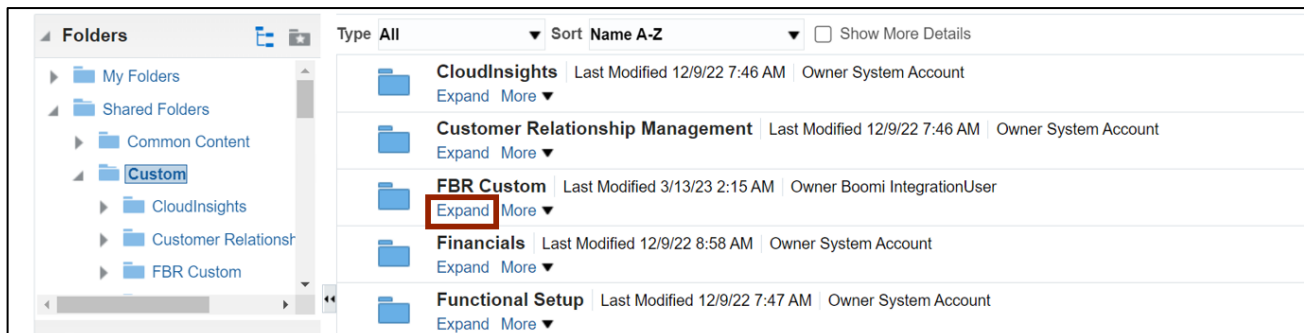 Folders
My Folders
Shared Folders
Common Content
Custom
CloudInsights
Customer Relationsh
FBR Custom
Type All Sort Name A-Z Show More Details
CloudInsights Last Modified 12/9/22 7:46 AM Owner System Account
Expand More
Customer Relationship Management Last Modified 12/9/22 7:46 AM Owner System Account
Expand More
FBR Custom Last Modified 3/13/23 2:15 AM Owner Boomi IntegrationUser
Expand More
Financials Last Modified 12/9/22 8:58 AM Owner System Account
Expand More
Functional Setup Last Modified 12/9/22 7:47 AM Owner System Account
Expand More